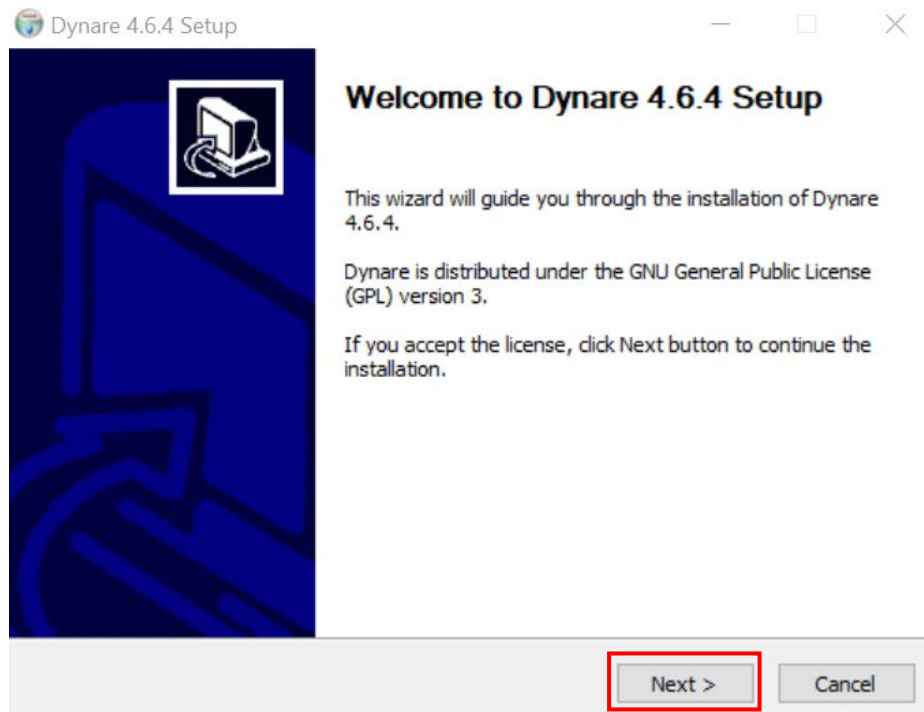 Dynare 4.6.4 Setup
Welcome to Dynare 4.6.4 Setup
This wizard will guide you through the installation of Dynare
4.6.4.
Dynare is distributed under the GNU General Public License
(GPL) version 3.
If you accept the license, click Next button to continue the
installation.
Next >
Cancel